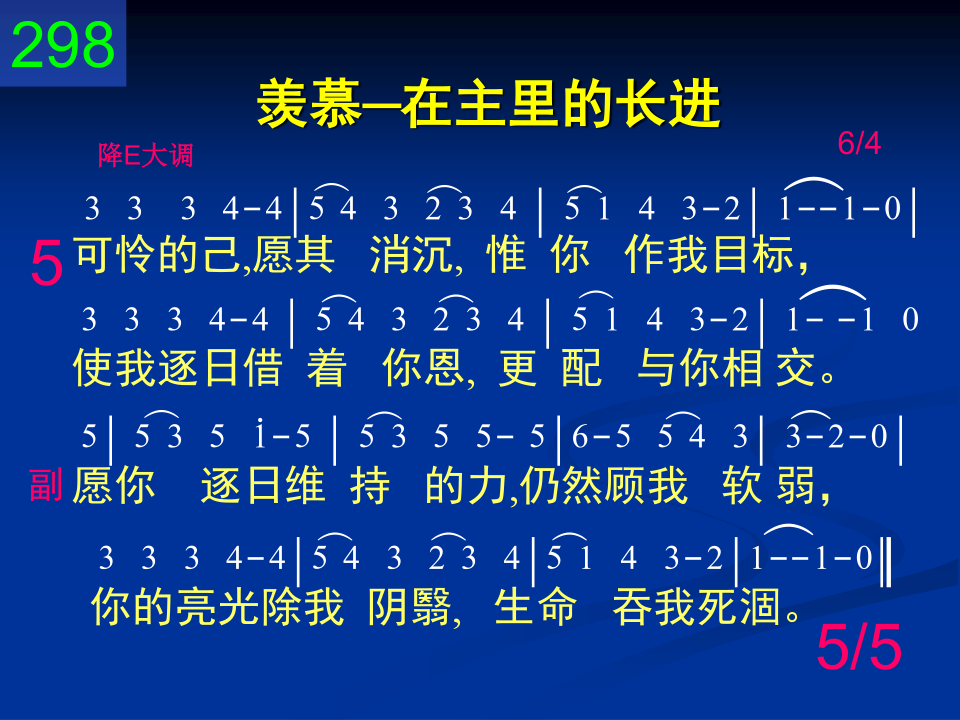 298
羡慕—在主里的长进
降E大调 6/4
3 3 3 4-4|5 4 3 2 3 4|5 1 4 3-2|1--1-0|
5 可怜的己,愿其 消沉, 惟 你 作我目标,
3 3 3 4-4|5 4 3 2 3 4|5 1 4 3-2|1--1 0
使我逐日借 着 你恩, 更 配 与你相 交。
5|5 3 5 i-5|5 3 5 5-5|6-5 5 4 3|3-2-0|
副 愿你 逐日维 持 的力,仍然顾我 软 弱,
3 3 3 4-4|5 4 3 2 3 4|5 1 4 3-2|1--1-0‖
你的亮光除我 阴翳, 生命 吞我死涸。
5/5